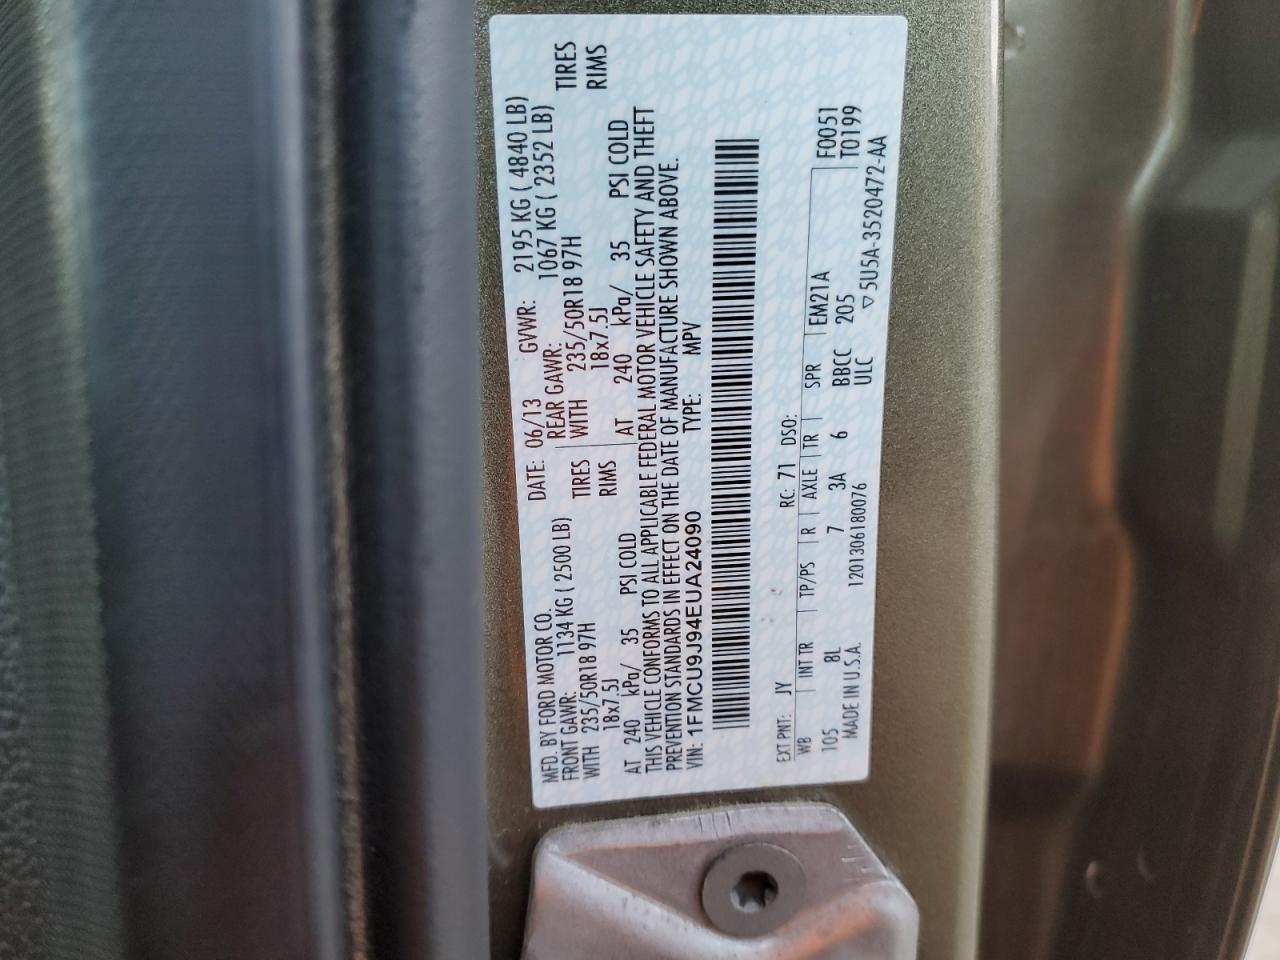 MFD. BY FORD MOTOR CO. DATE: 06/13 GVWR: 2195 KG ( 4840 LB)
FRONT GAWR: 1134 KG ( 2500 LB) REAR GAWR: 1067 KG ( 2352 LB)
WITH 235/50R18 97H TIRES WITH 235/50R18 97H TIRES
18x7.5J RIMS 18x7.5J RIMS
AT 240 kPa/ 35 PSI COLD AT 240 kPa/ 35 PSI COLD
THIS VEHICLE CONFORMS TO ALL APPLICABLE FEDERAL MOTOR VEHICLE SAFETY AND THEFT
PREVENTION STANDARDS IN EFFECT ON THE DATE OF MANUFACTURE SHOWN ABOVE.
VIN: 1FMCU9J94EUA24090 TYPE: MPV
EXT PNT: JY RC: 71 DSO:
WB INT TR TP/PS R AXLE TR SPR EM21A F0051
105 8L 7 3A 6 BBCC 205 T0199
MADE IN U.S.A. 1201306180076 ULC ▽5U5A-3520472-AA